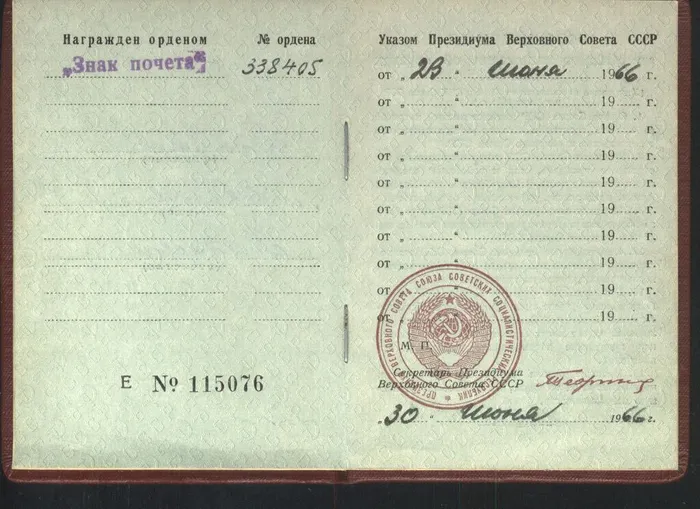 Награжден орденом № ордена
„Знак почета“ 338405
Е № 115076
Указом Президиума Верховного Совета СССР
от „ 23 “ июня 1966 г.
от „ “ 19 г.
от „ “ 19 г.
от „ “ 19 г.
от „ “ 19 г.
от „ “ 19 г.
от „ “ 19 г.
от „ “ 19 г.
от „ “ 19 г.
от „ “ 19 г.
М. П.
Секретарь Президиума
Верховного Совета СССР
„ 30 “ июня 1966 г.